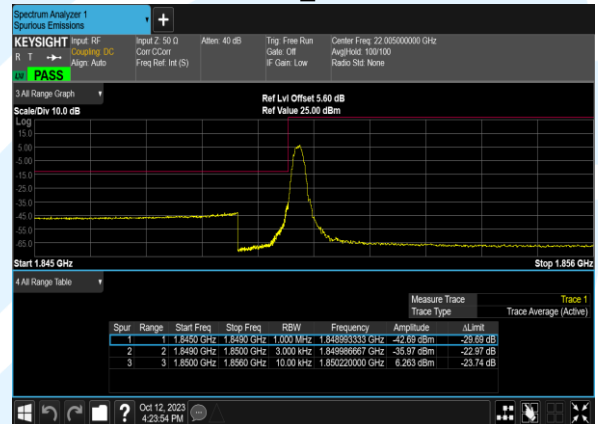 Spectrum Analyzer 1
Spurious Emissions
+
KEYSIGHT Input: RF Input Z: 50 Ω Atten: 40 dB Trig: Free Run Center Freq: 22.005000000 GHz
R T Coupling: DC Corr CCorr Gate: Off Avg|Hold: 100/100
Align: Auto Freq Ref: Int (S) IF Gain: Low Radio Std: None
LW PASS
3 All Range Graph
Ref Lvl Offset 5.60 dB
Scale/Div 10.0 dB Ref Value 25.00 dBm
Log
15.0
5.00
-5.00
-15.0
-25.0
-35.0
-45.0
-55.0
-65.0
Start 1.845 GHz Stop 1.856 GHz
4 All Range Table
Measure Trace Trace 1
Trace Type Trace Average (Active)
Spur Range Start Freq Stop Freq RBW Frequency Amplitude ΔLimit
1 1 1.8450 GHz 1.8490 GHz 1.000 MHz 1.848993333 GHz -42.69 dBm -29.69 dB
2 2 1.8490 GHz 1.8500 GHz 3.000 kHz 1.849986667 GHz -35.97 dBm -22.97 dB
3 3 1.8500 GHz 1.8560 GHz 10.00 kHz 1.850220000 GHz 6.263 dBm -23.74 dB
? Oct 12, 2023
4:23:54 PM